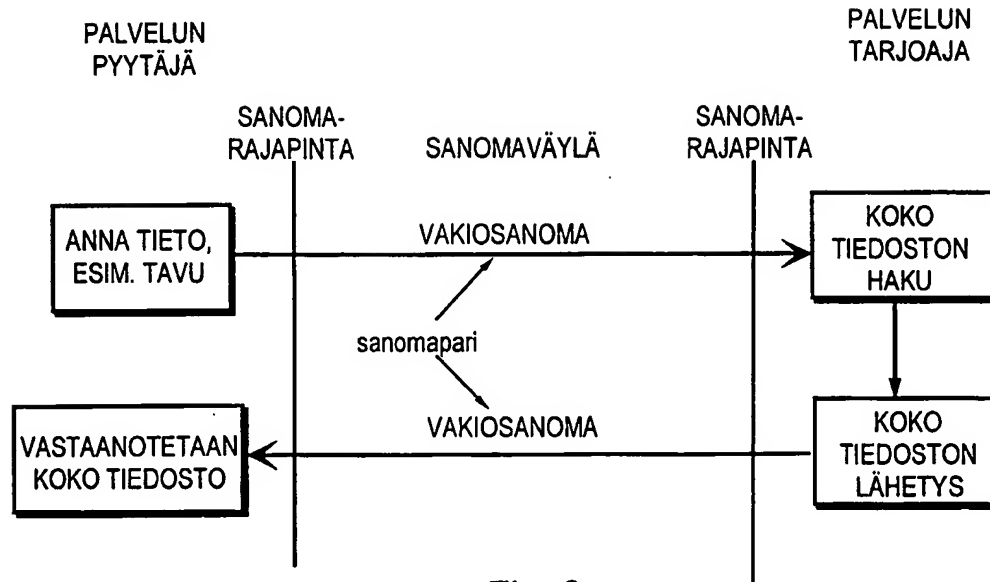 PALVELUN
PYYTÄJÄ
PALVELUN
TARJOAJA
SANOMA-
RAJAPINTA
SANOMAVÄYLÄ
SANOMA-
RAJAPINTA
ANNA TIETO,
ESIM. TAVU
VAKIOSANOMA
KOKO
TIEDOSTON
HAKU
sanomapari
VASTAANOTETAAN
KOKO TIEDOSTO
VAKIOSANOMA
KOKO
TIEDOSTON
LÄHETYS